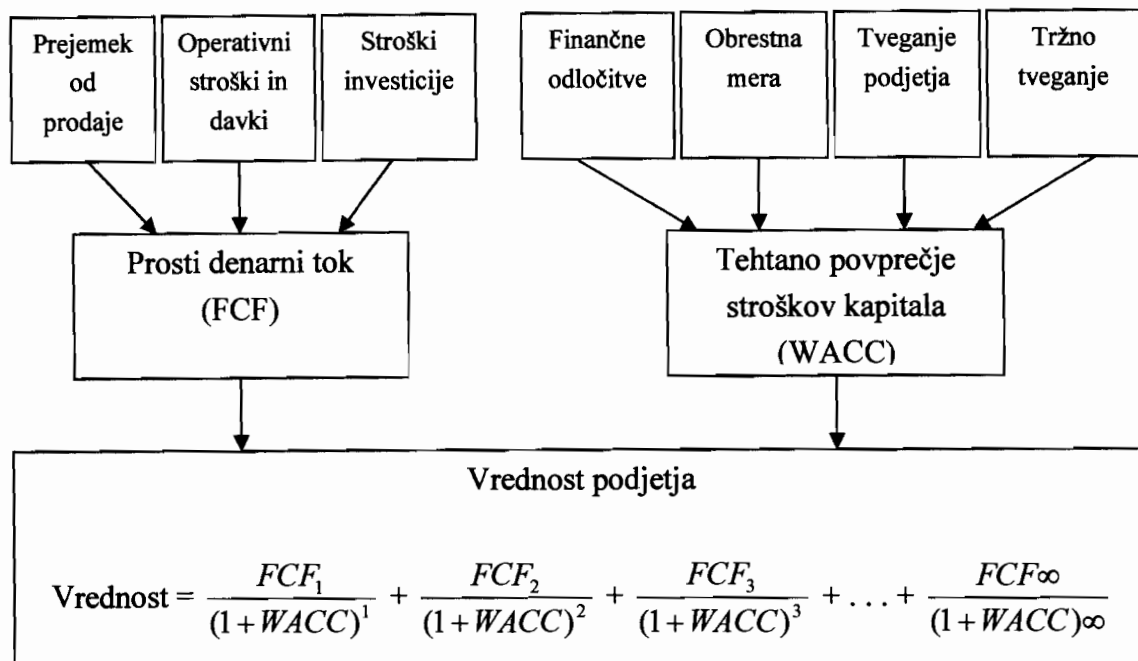 Prejemek
od
prodaje
Operativni
stroški in
davki
Stroški
investicije
Finančne
odločitve
Obrestna
mera
Tveganje
podjetja
Tržno
tveganje
Prosti denarni tok
(FCF)
Tehtano povprečje
stroškov kapitala
(WACC)
Vrednost podjetja
Vrednost = FCF₁/(1+WACC)¹ + FCF₂/(1+WACC)² + FCF₃/(1+WACC)³ + . . . + FCF∞/(1+WACC)∞